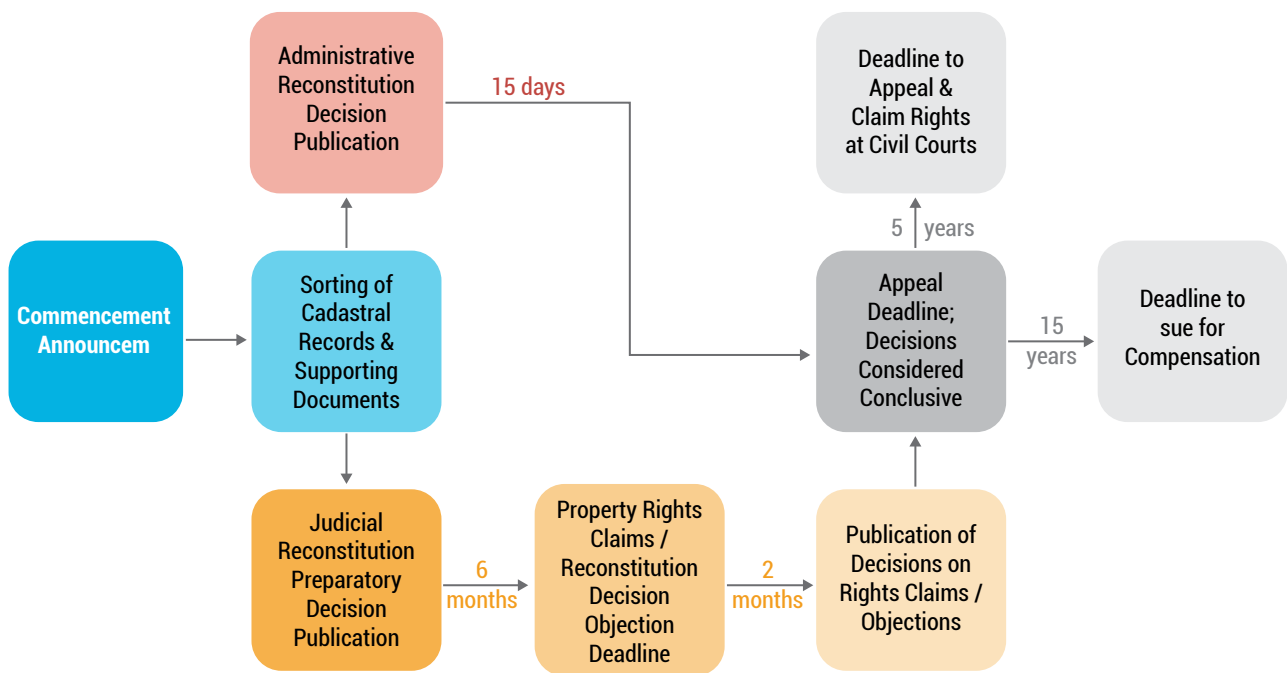 Administrative
Reconstitution
Decision
Publication
15 days
Deadline to
Appeal &
Claim Rights
at Civil Courts
5 years
Commencement
Announcem
Sorting of
Cadastral
Records &
Supporting
Documents
Appeal
Deadline;
Decisions
Considered
Conclusive
15
years
Deadline to
sue for
Compensation
Judicial
Reconstitution
Preparatory
Decision
Publication
6
months
Property Rights
Claims /
Reconstitution
Decision
Objection
Deadline
2
months
Publication of
Decisions on
Rights Claims /
Objections